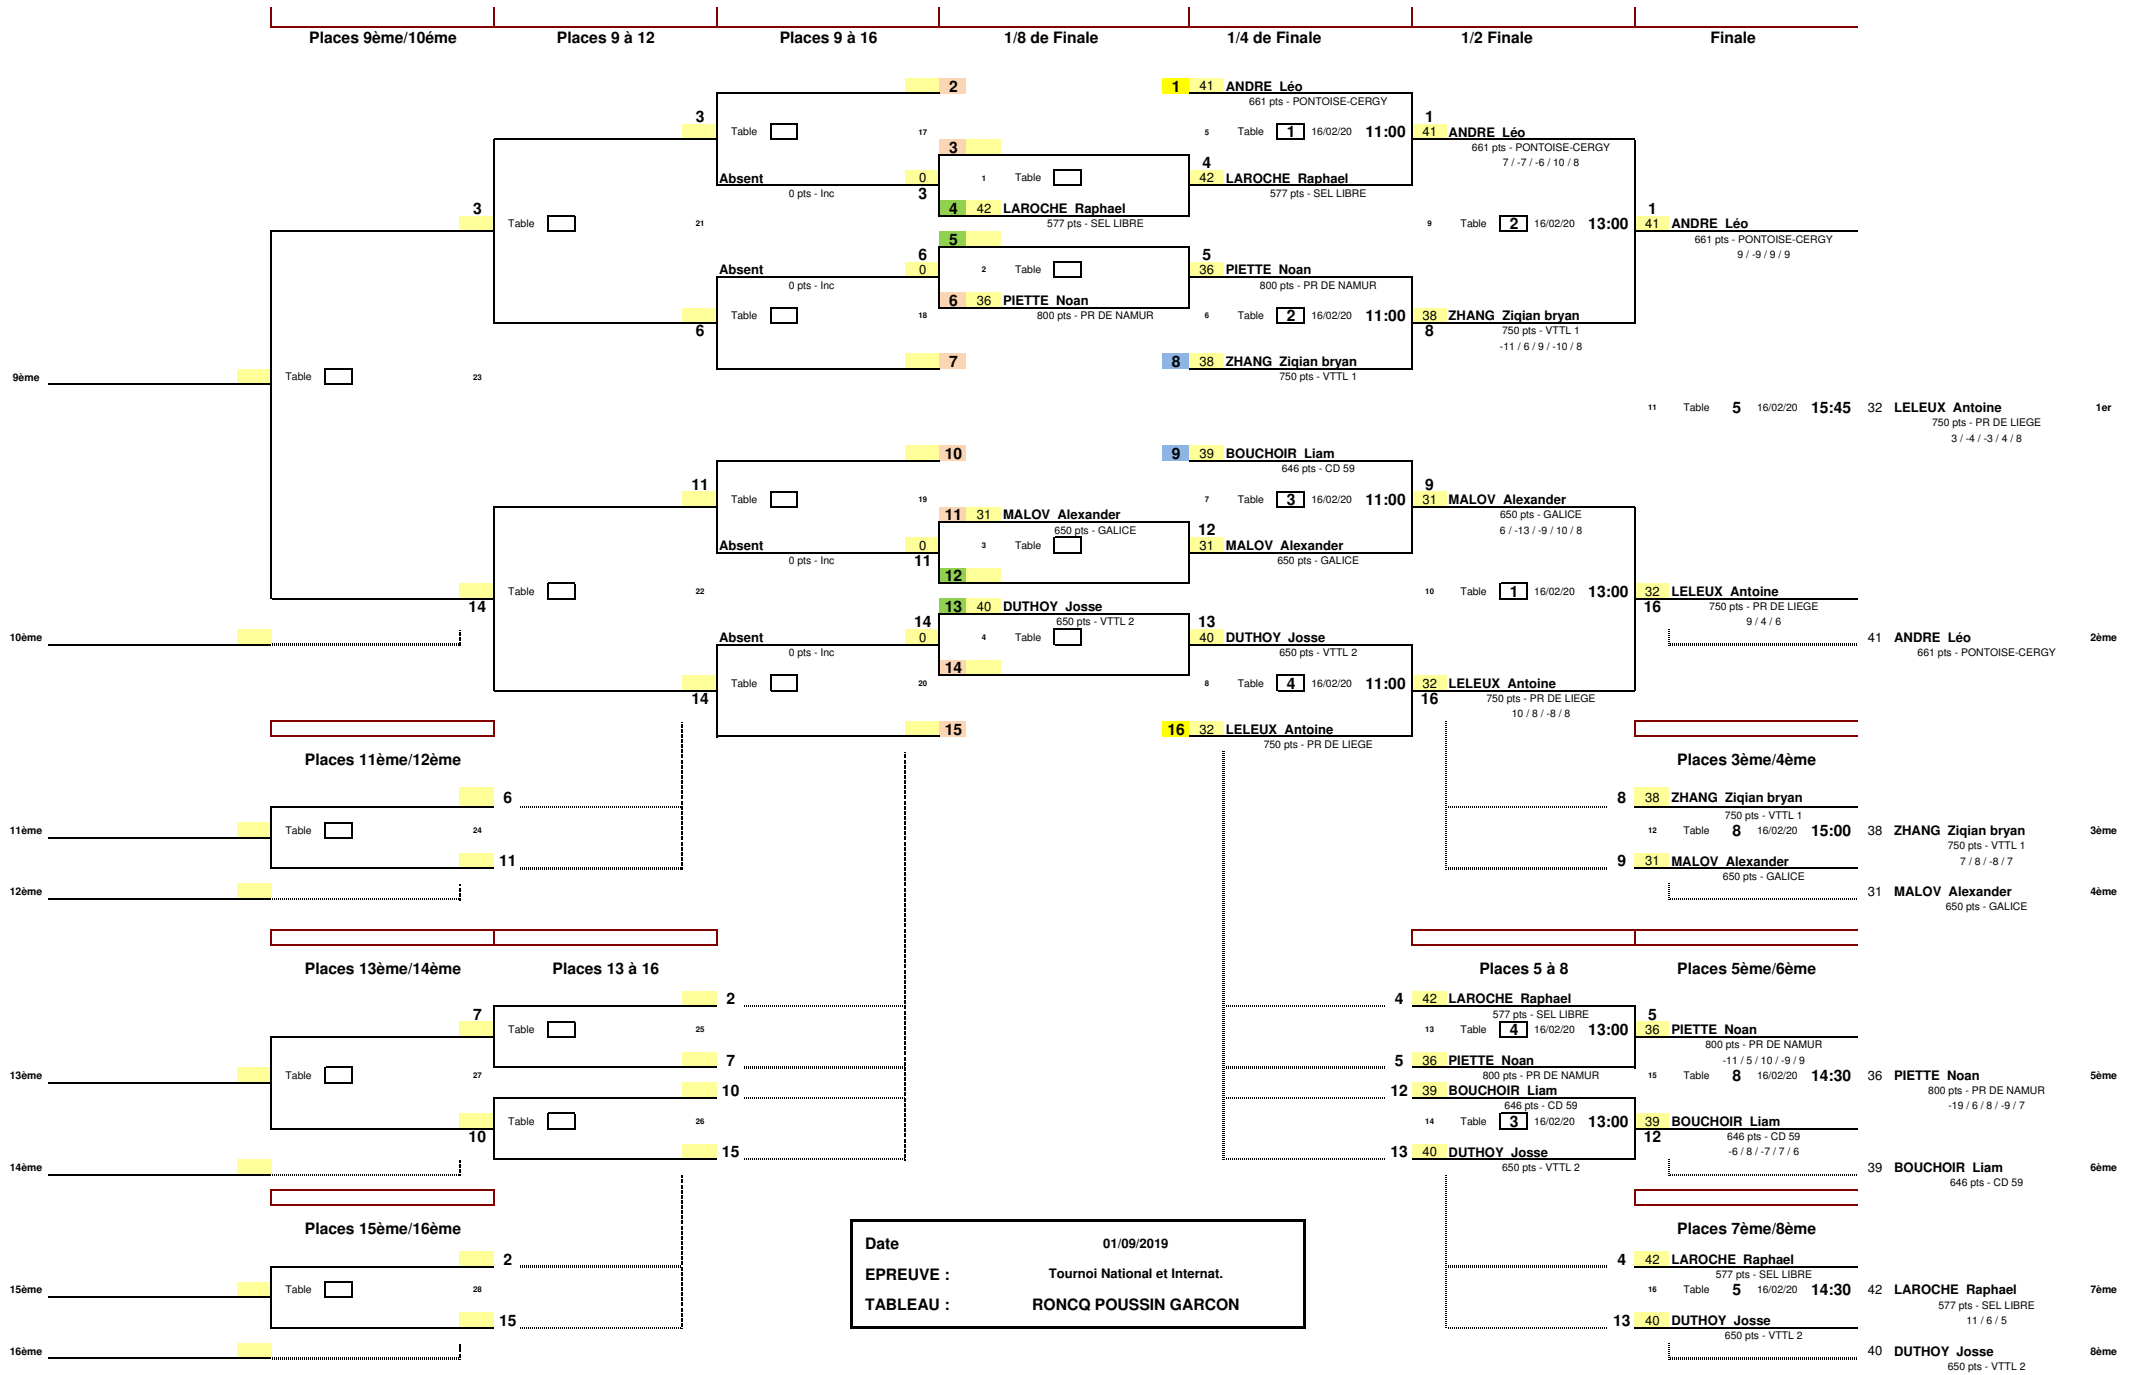 Places 9ème/10éme Places 9 à 12 Places 9 à 16 1/8 de Finale 1/4 de Finale 1/2 Finale Finale
2 1 41 ANDRE Léo
661 pts - PONTOISE-CERGY
3 1
Table 17 5 Table 1 16/02/20 11:00 41 ANDRE Léo
3 661 pts - PONTOISE-CERGY
4 7 / -7 / -6 / 10 / 8
Absent 0 1 Table 42 LAROCHE Raphael
0 pts - Inc 3 577 pts - SEL LIBRE
3 4 42 LAROCHE Raphael 1
Table 21 577 pts - SEL LIBRE 9 Table 2 16/02/20 13:00 41 ANDRE Léo
5 661 pts - PONTOISE-CERGY
6 5 9 / -9 / 9 / 9
Absent 0 2 Table 36 PIETTE Noan
0 pts - Inc 800 pts - PR DE NAMUR
6 36 PIETTE Noan
Table 18 800 pts - PR DE NAMUR 6 Table 2 16/02/20 11:00 38 ZHANG Ziqian bryan
6 8 750 pts - VTTL 1
-11 / 6 / 9 / -10 / 8
7 8 38 ZHANG Ziqian bryan
9ème Table 23 750 pts - VTTL 1
11 Table 5 16/02/20 15:45 32 LELEUX Antoine 1er
750 pts - PR DE LIEGE
3 / -4 / -3 / 4 / 8
10 9 39 BOUCHOIR Liam
646 pts - CD 59
11 9
Table 19 7 Table 3 16/02/20 11:00 31 MALOV Alexander
11 31 MALOV Alexander 650 pts - GALICE
650 pts - GALICE 12 6 / -13 / -9 / 10 / 8
Absent 0 3 Table 31 MALOV Alexander
0 pts - Inc 11 650 pts - GALICE
12
Table 22 10 Table 1 16/02/20 13:00 32 LELEUX Antoine
14 13 40 DUTHOY Josse 16 750 pts - PR DE LIEGE
14 650 pts - VTTL 2 13 9 / 4 / 6
10ème Absent 0 4 Table 40 DUTHOY Josse 41 ANDRE Léo 2ème
0 pts - Inc 650 pts - VTTL 2 661 pts - PONTOISE-CERGY
14
Table 20 8 Table 4 16/02/20 11:00 32 LELEUX Antoine
14 16 750 pts - PR DE LIEGE
10 / 8 / -8 / 8
15 16 32 LELEUX Antoine
750 pts - PR DE LIEGE
Places 11ème/12ème Places 3ème/4ème
6 8 38 ZHANG Ziqian bryan
750 pts - VTTL 1
11ème Table 24 12 Table 8 16/02/20 15:00 38 ZHANG Ziqian bryan 3ème
750 pts - VTTL 1
11 9 31 MALOV Alexander 7 / 8 / -8 / 7
650 pts - GALICE
12ème 31 MALOV Alexander 4ème
650 pts - GALICE
Places 13ème/14ème Places 13 à 16 Places 5 à 8 Places 5ème/6ème
2 4 42 LAROCHE Raphael
577 pts - SEL LIBRE
7 5
Table 25 13 Table 4 16/02/20 13:00 36 PIETTE Noan
800 pts - PR DE NAMUR
7 5 36 PIETTE Noan -11 / 5 / 10 / -9 / 9
13ème Table 27 800 pts - PR DE NAMUR 15 Table 8 16/02/20 14:30 36 PIETTE Noan 5ème
10 12 39 BOUCHOIR Liam 800 pts - PR DE NAMUR
646 pts - CD 59 -19 / 6 / 8 / -9 / 7
Table 26 14 Table 3 16/02/20 13:00 39 BOUCHOIR Liam
10 12 646 pts - CD 59
15 13 40 DUTHOY Josse -6 / 8 / -7 / 7 / 6
14ème 650 pts - VTTL 2 39 BOUCHOIR Liam 6ème
646 pts - CD 59
Places 15ème/16ème Places 7ème/8ème
Date 01/09/2019
2 4 42 LAROCHE Raphael
EPREUVE : Tournoi National et Internat. 577 pts - SEL LIBRE
15ème Table 28 16 Table 5 16/02/20 14:30 42 LAROCHE Raphael 7ème
TABLEAU : RONCQ POUSSIN GARCON 577 pts - SEL LIBRE
15 13 40 DUTHOY Josse 11 / 6 / 5
650 pts - VTTL 2
16ème 40 DUTHOY Josse 8ème
650 pts - VTTL 2